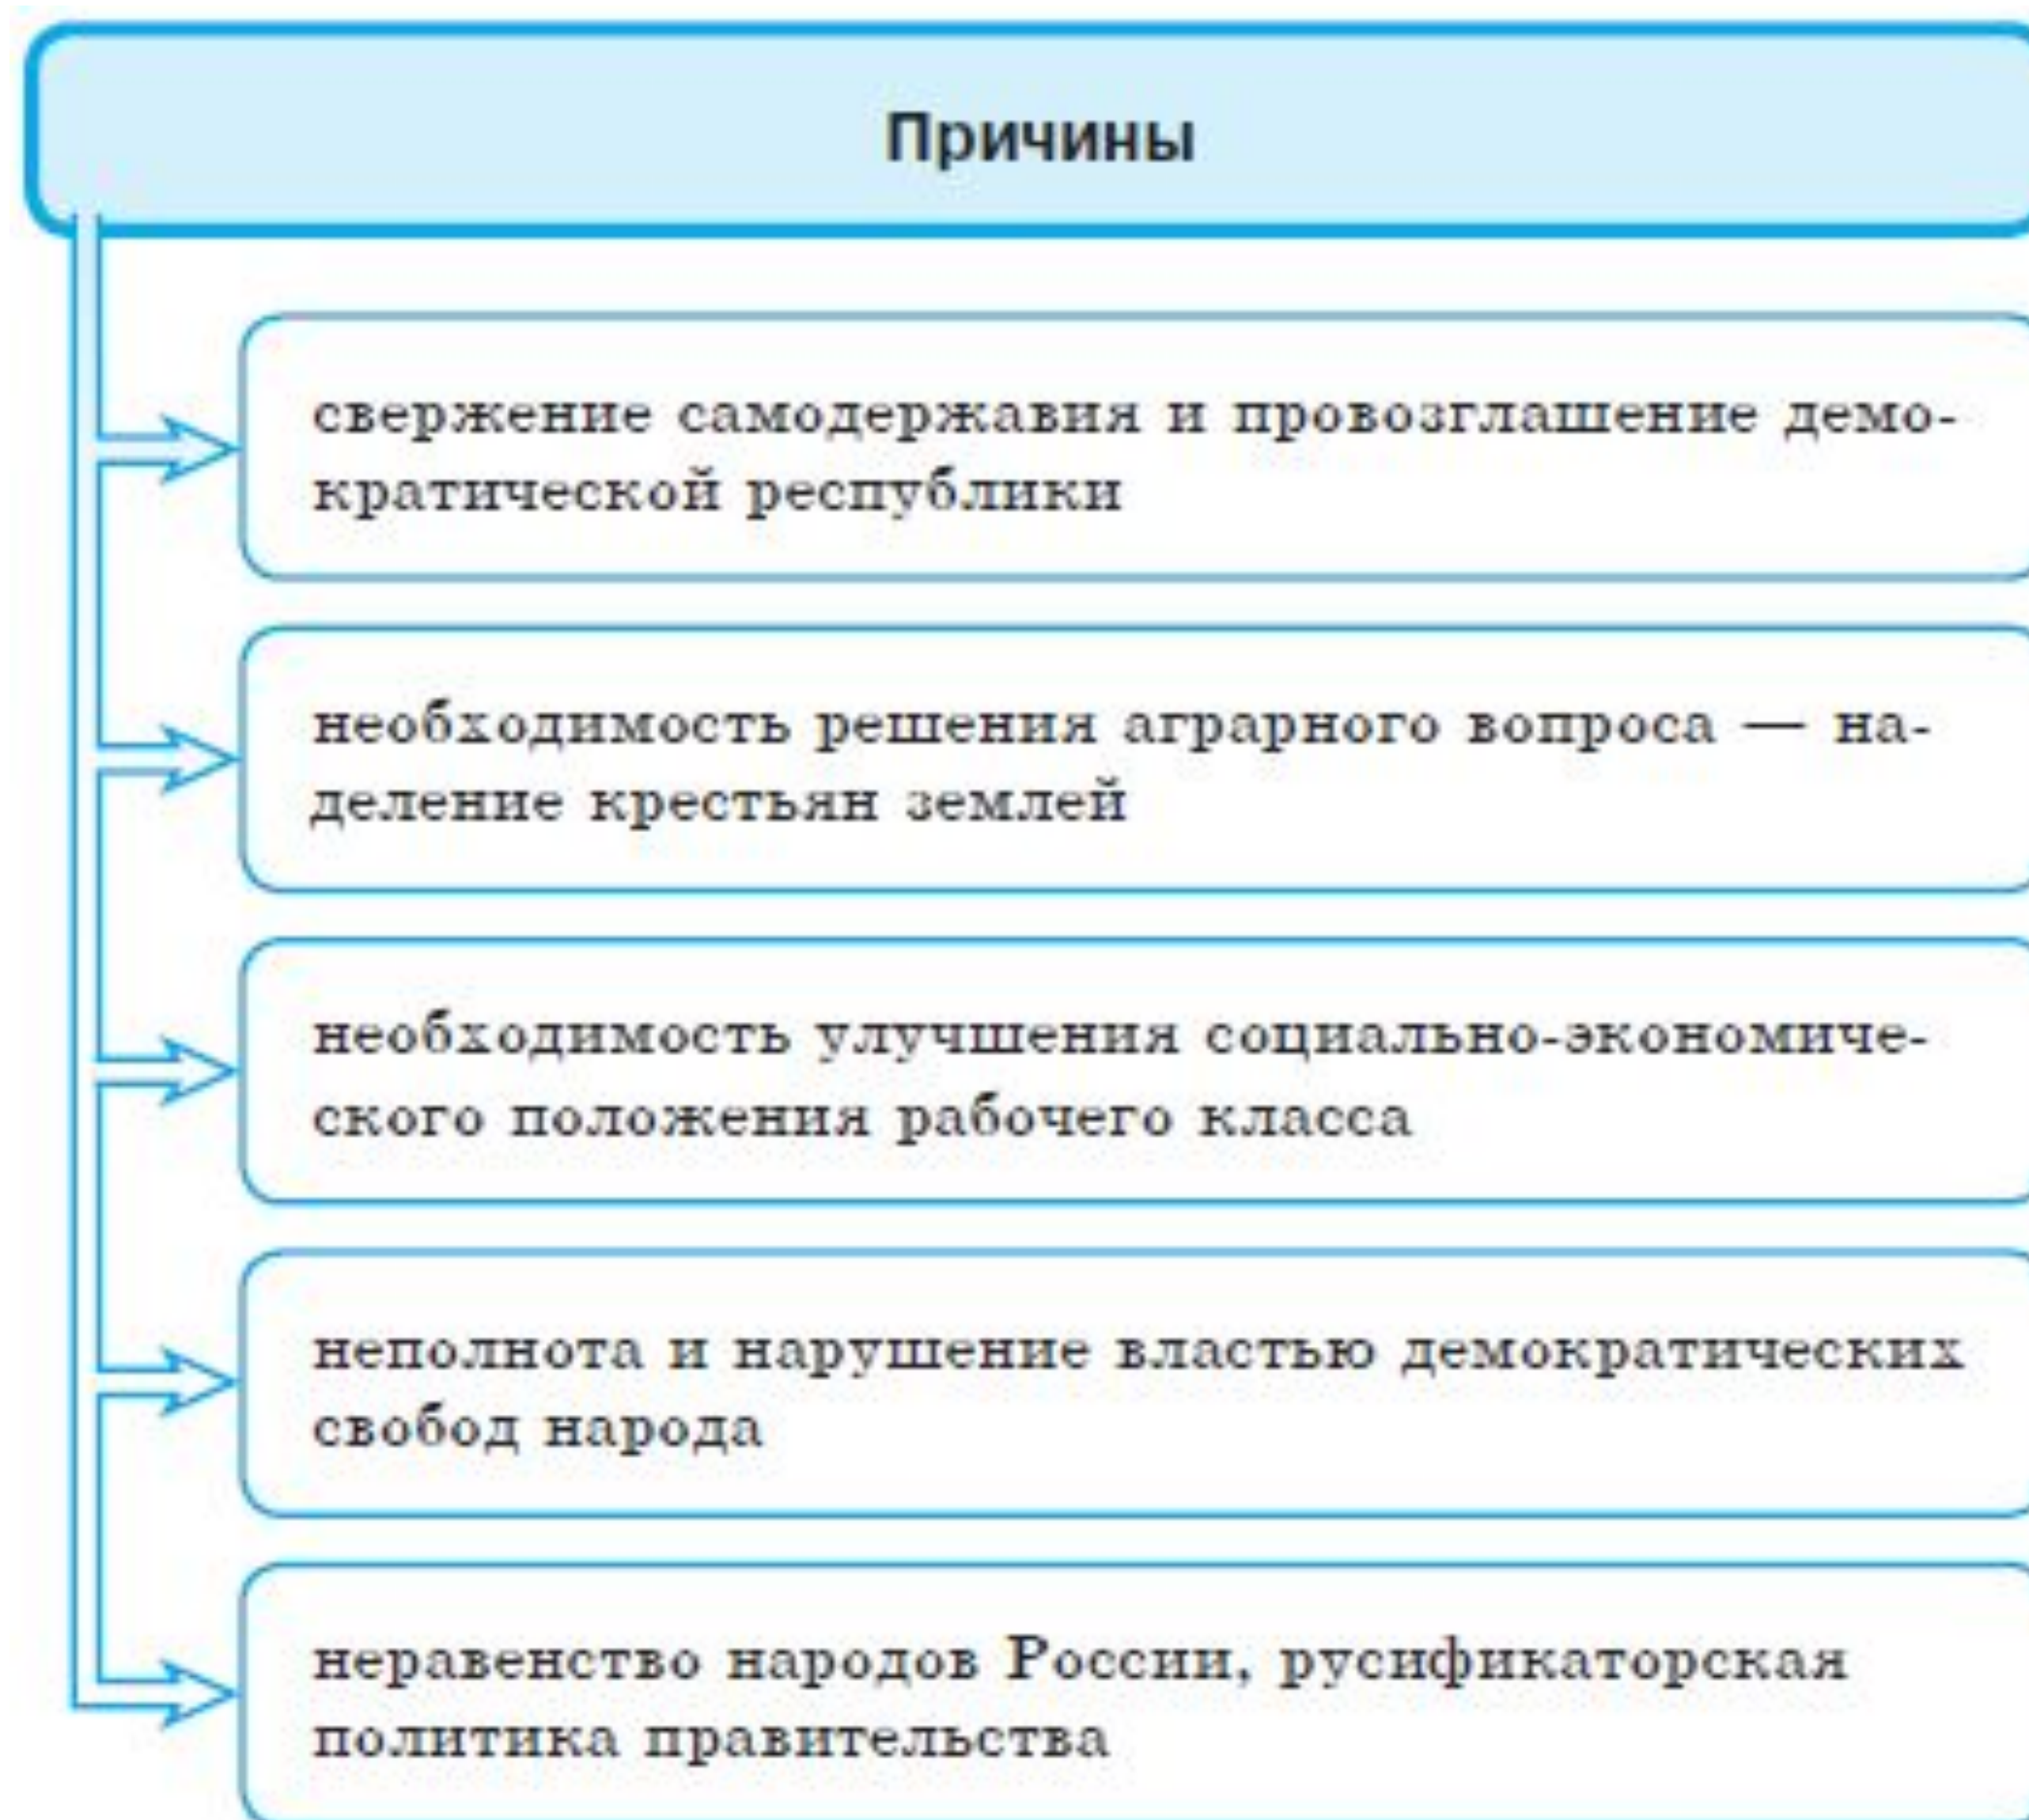 Причины
свержение самодержавия и провозглашение демо-
кратической республики
необходимость решения аграрного вопроса — на-
деление крестьян землей
необходимость улучшения социально-экономиче-
ского положения рабочего класса
неполнота и нарушение властью демократических
свобод народа
неравенство народов России, русификаторская
политика правительства